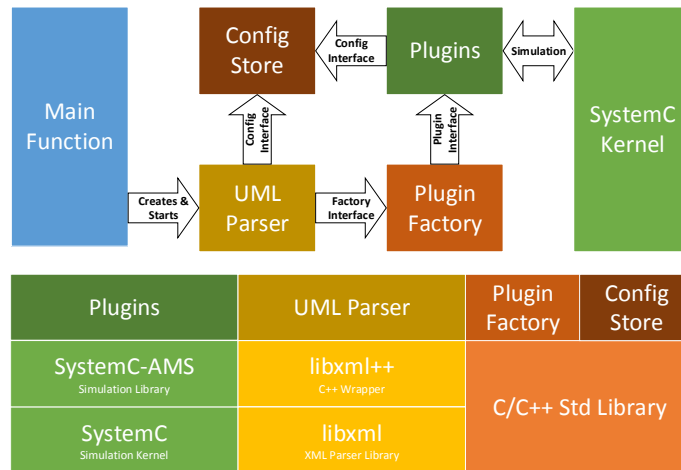 Main
Function
Creates &
Starts
Config
Store
Config
Interface
Plugins
Simulation
SystemC
Kernel
Config
Interface
Plugin
Interface
UML
Parser
Factory
Interface
Plugin
Factory
Plugins
UML Parser
Plugin
Factory
Config
Store
SystemC-AMS
Simulation Library
libxml++
C++ Wrapper
C/C++ Std Library
SystemC
Simulation Kernel
libxml
XML Parser Library